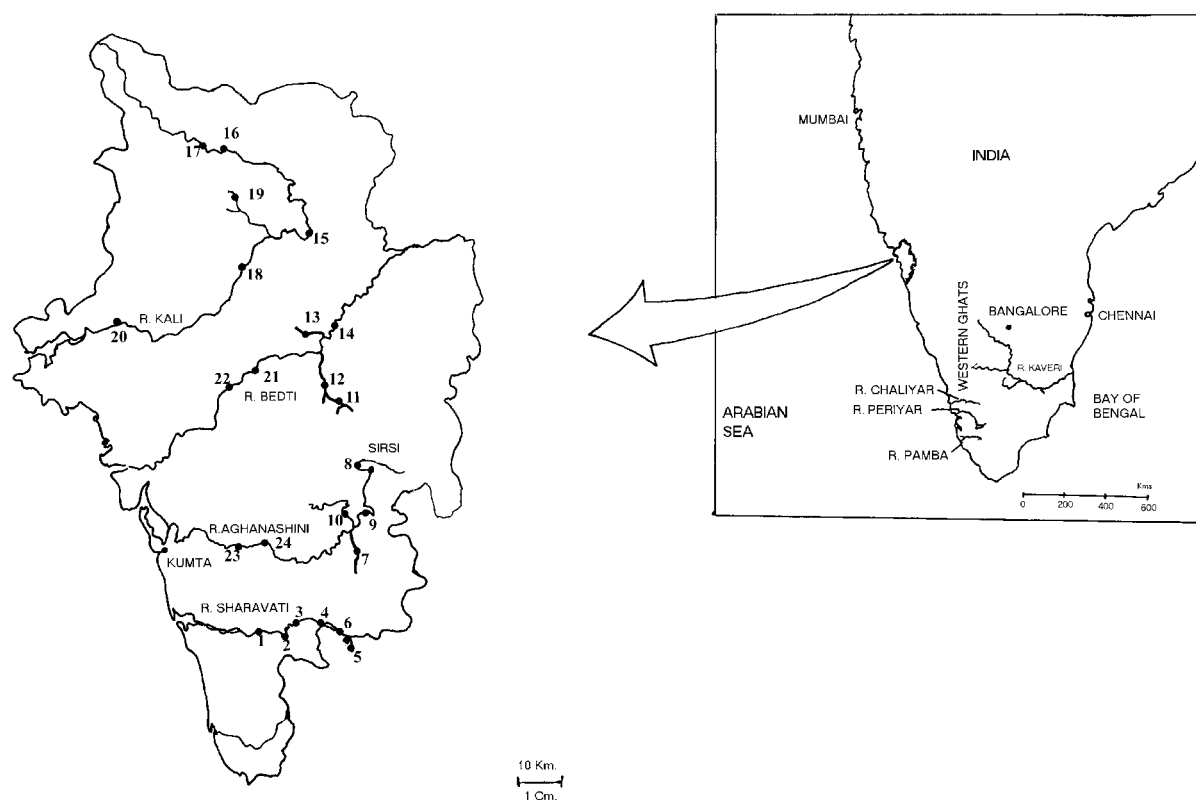 16
17
19
15
18
R. KALI
20
13
14
12
11
21
22
R. BEDTI
SIRSI
8
10
9
R.AGHANASHINI
24
23
7
KUMTA
R. SHARAVATI
3
4
6
1
2
5
10 Km.
1 Cm.
MUMBAI
INDIA
WESTERN GHATS
BANGALORE
CHENNAI
R. KAVERI
R. CHALIYAR
R. PERIYAR
BAY OF
BENGAL
ARABIAN
SEA
R. PAMBA
Kms
0 200 400 600